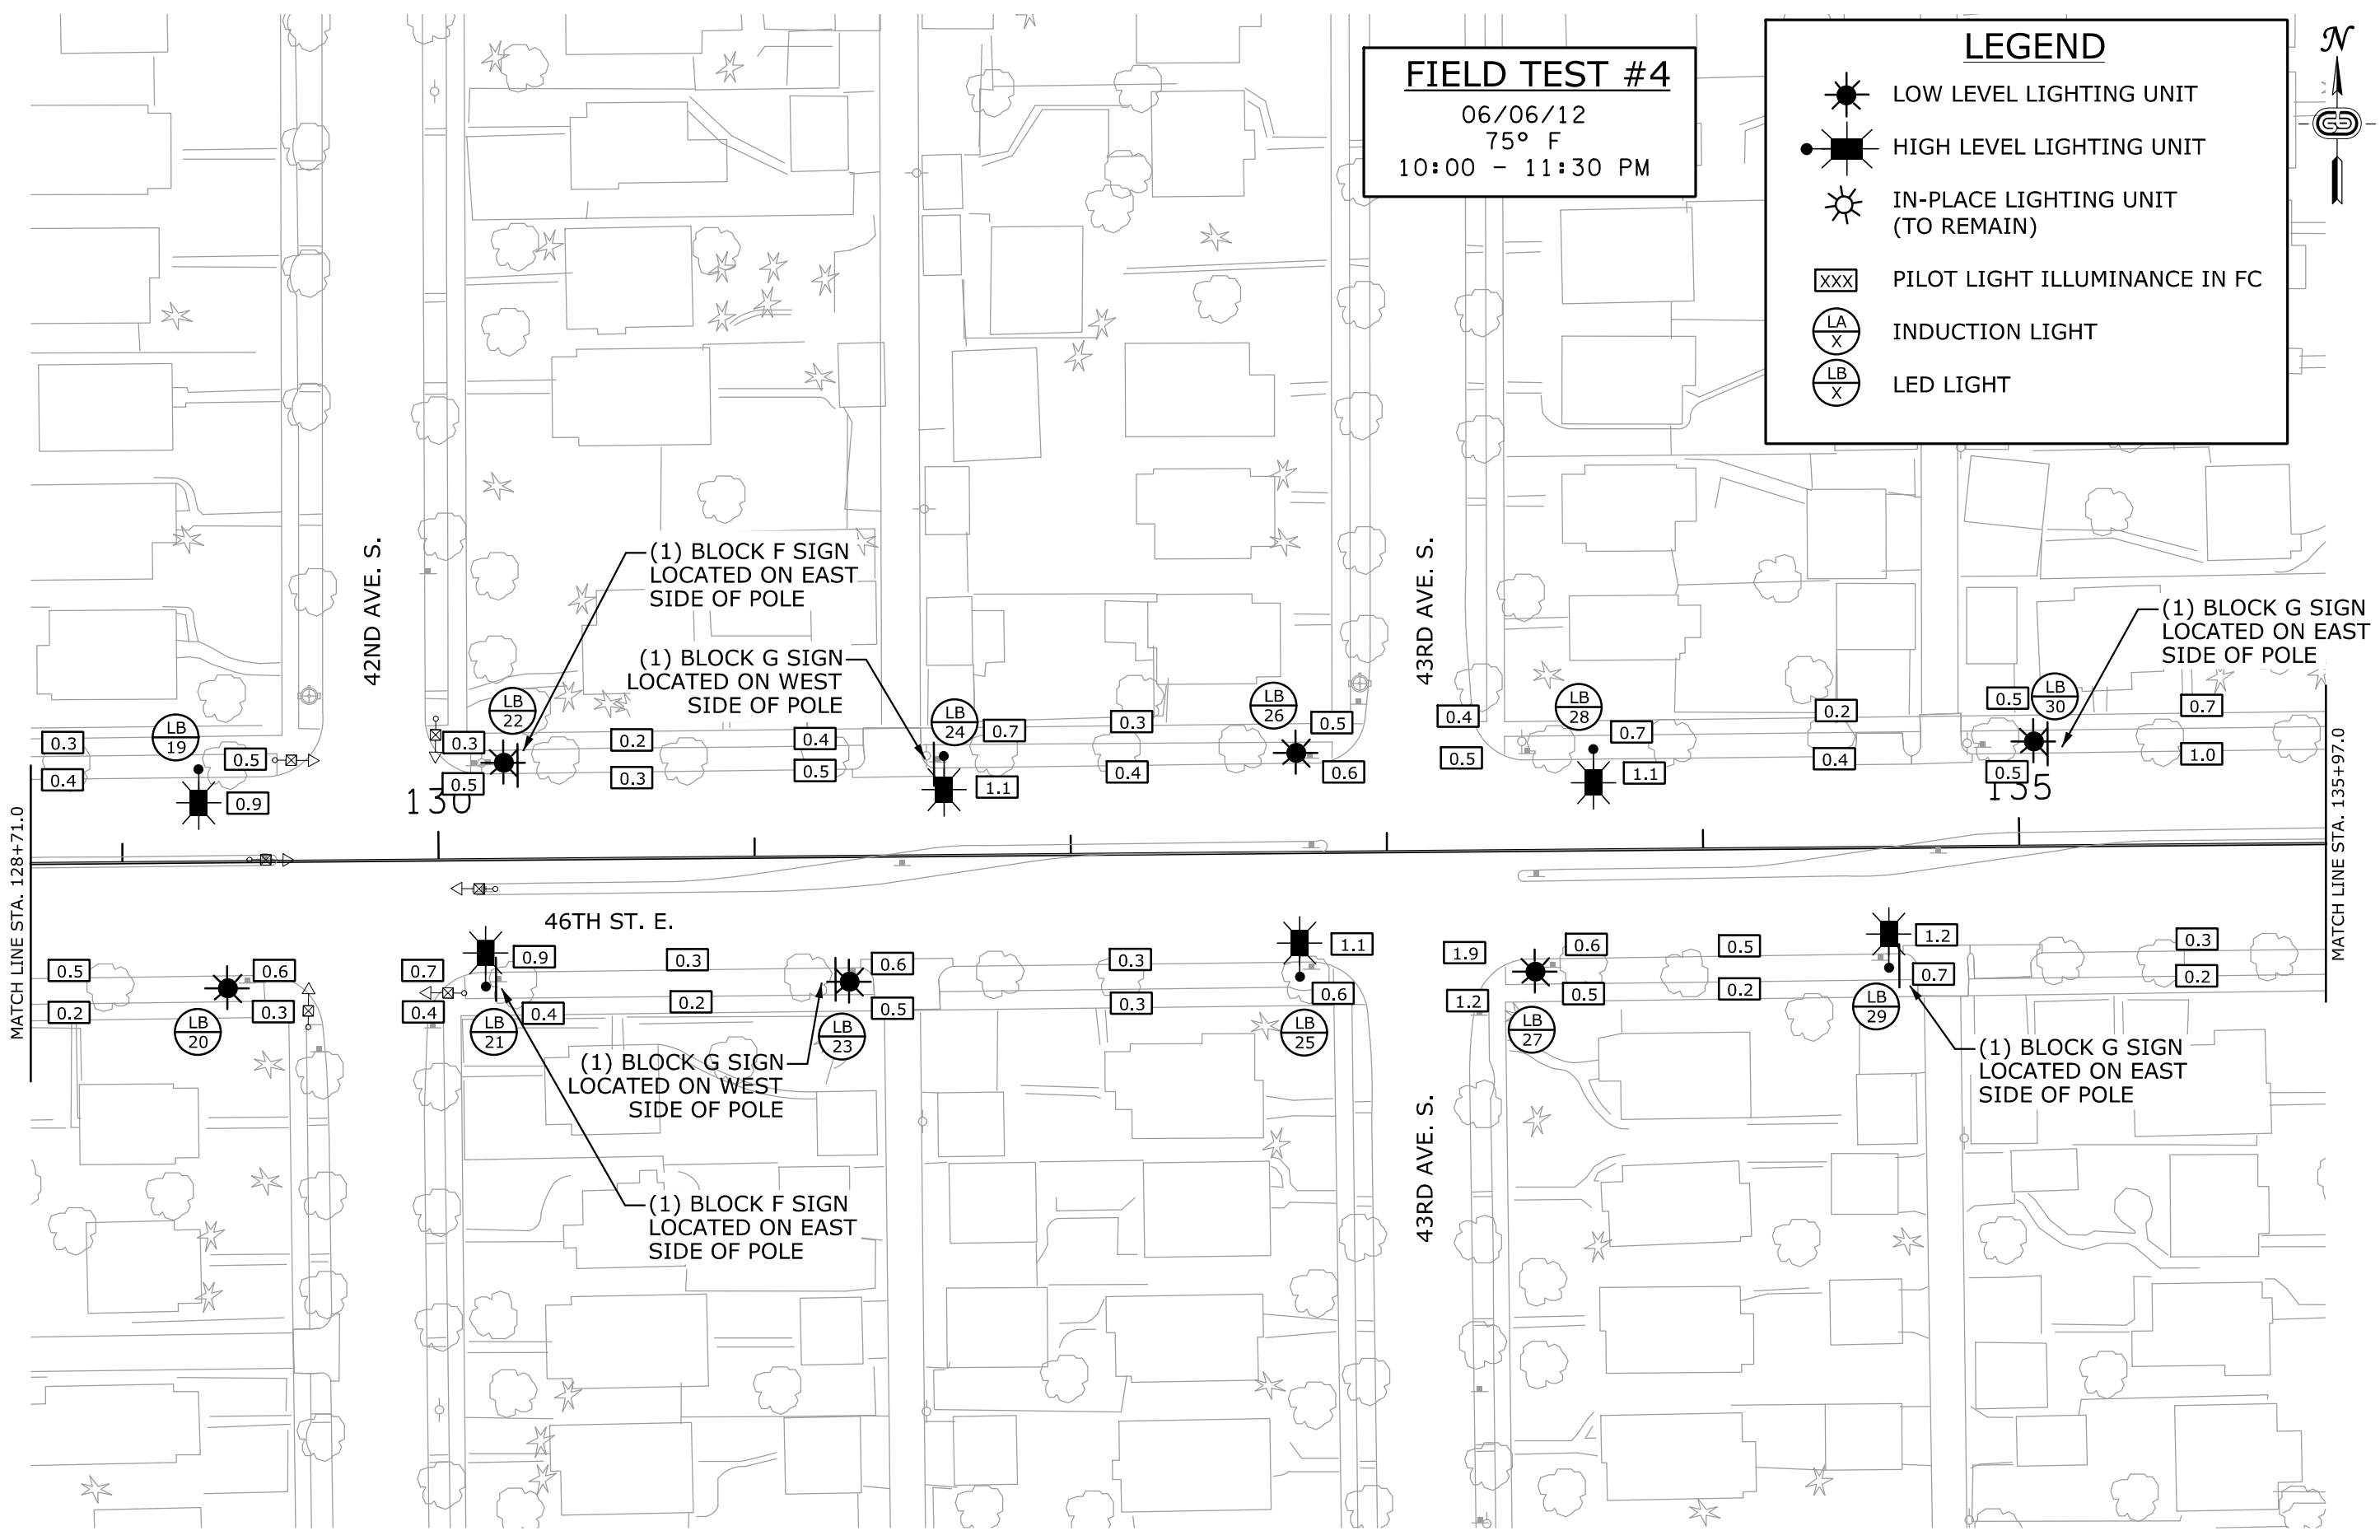 FIELD TEST #4
06/06/12
75° F
10:00 - 11:30 PM
LEGEND
LOW LEVEL LIGHTING UNIT
HIGH LEVEL LIGHTING UNIT
IN-PLACE LIGHTING UNIT
(TO REMAIN)
XXX PILOT LIGHT ILLUMINANCE IN FC
LA
X
INDUCTION LIGHT
LB
X
LED LIGHT
N
42ND AVE. S.
43RD AVE. S.
(1) BLOCK F SIGN
LOCATED ON EAST
SIDE OF POLE
(1) BLOCK G SIGN
LOCATED ON WEST
SIDE OF POLE
(1) BLOCK G SIGN
LOCATED ON EAST
SIDE OF POLE
LB
19
LB
22
LB
24
LB
26
LB
28
LB
30
0.3
0.4
0.5
0.9
0.3
0.5
0.2
0.3
0.4
0.5
0.7
1.1
0.3
0.4
0.5
0.6
0.4
0.5
0.7
1.1
0.2
0.4
0.5
0.5
0.7
1.0
130
135
MATCH LINE STA. 128+71.0
MATCH LINE STA. 135+97.0
46TH ST. E.
0.5
0.2
0.6
0.3
0.7
0.4
0.9
0.4
0.3
0.2
0.6
0.5
0.3
0.3
1.1
0.6
1.9
1.2
0.6
0.5
0.5
0.2
1.2
0.7
0.3
0.2
LB
20
LB
21
LB
23
LB
25
LB
27
LB
29
(1) BLOCK G SIGN
LOCATED ON WEST
SIDE OF POLE
(1) BLOCK G SIGN
LOCATED ON EAST
SIDE OF POLE
43RD AVE. S.
(1) BLOCK F SIGN
LOCATED ON EAST
SIDE OF POLE